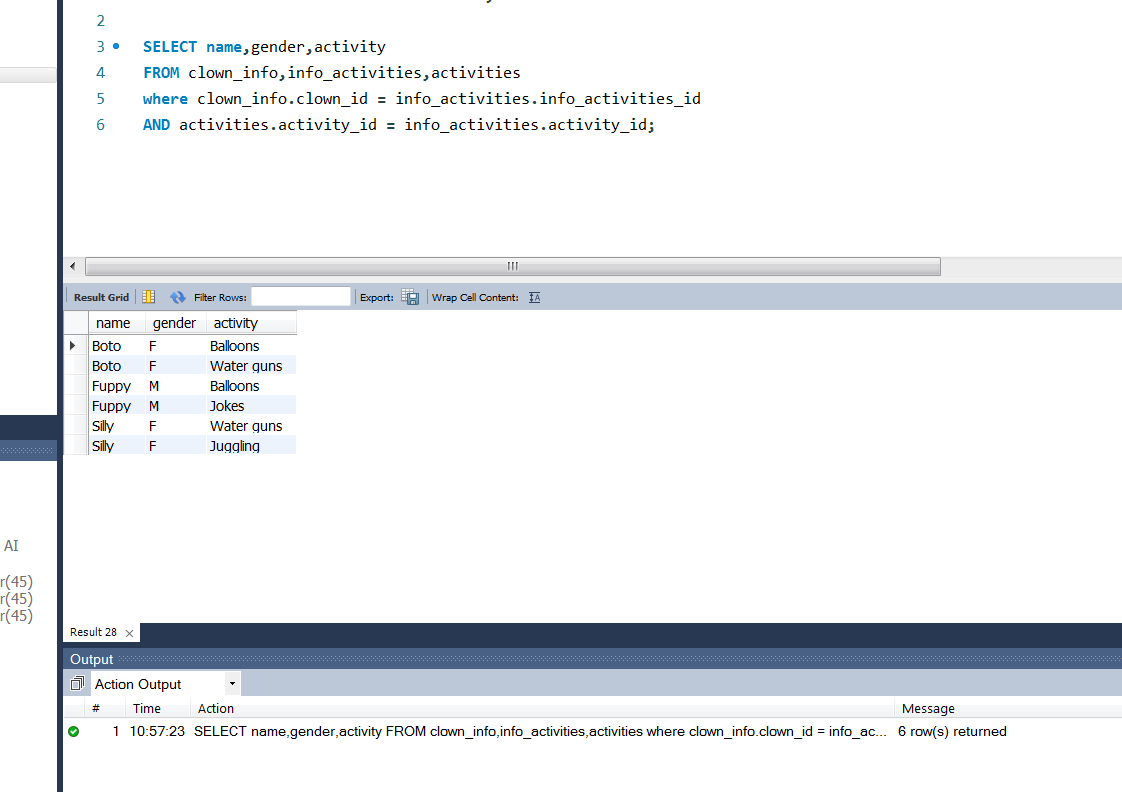 2
3 SELECT name,gender,activity
4 FROM clown_info,info_activities,activities
5 where clown_info.clown_id = info_activities.info_activities_id
6 AND activities.activity_id = info_activities.activity_id;
Result Grid Filter Rows: Export: Wrap Cell Content:
name gender activity
Boto F Balloons
Boto F Water guns
Fuppy M Balloons
Fuppy M Jokes
Silly F Water guns
Silly F Juggling
AI
r(45)
r(45)
r(45)
Result 28
Output
Action Output
# Time Action Message
1 10:57:23 SELECT name,gender,activity FROM clown_info,info_activities,activities where clown_info.clown_id = info_ac... 6 row(s) returned